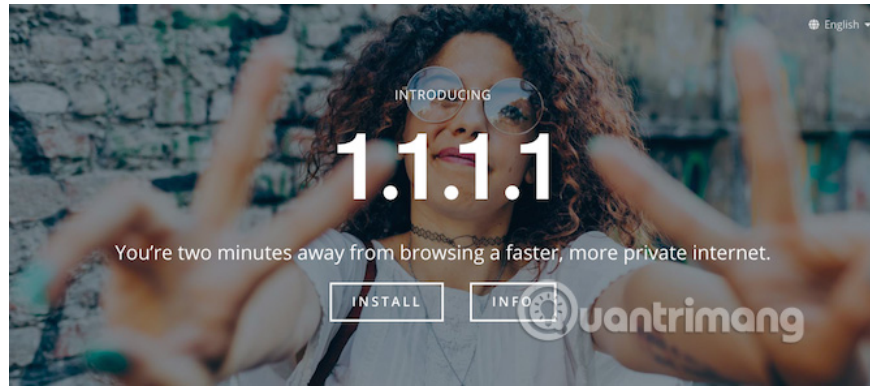 English
INTRODUCING
1.1.1.1
You're two minutes away from browsing a faster, more private internet.
INSTALL
INFO
Quantrimang